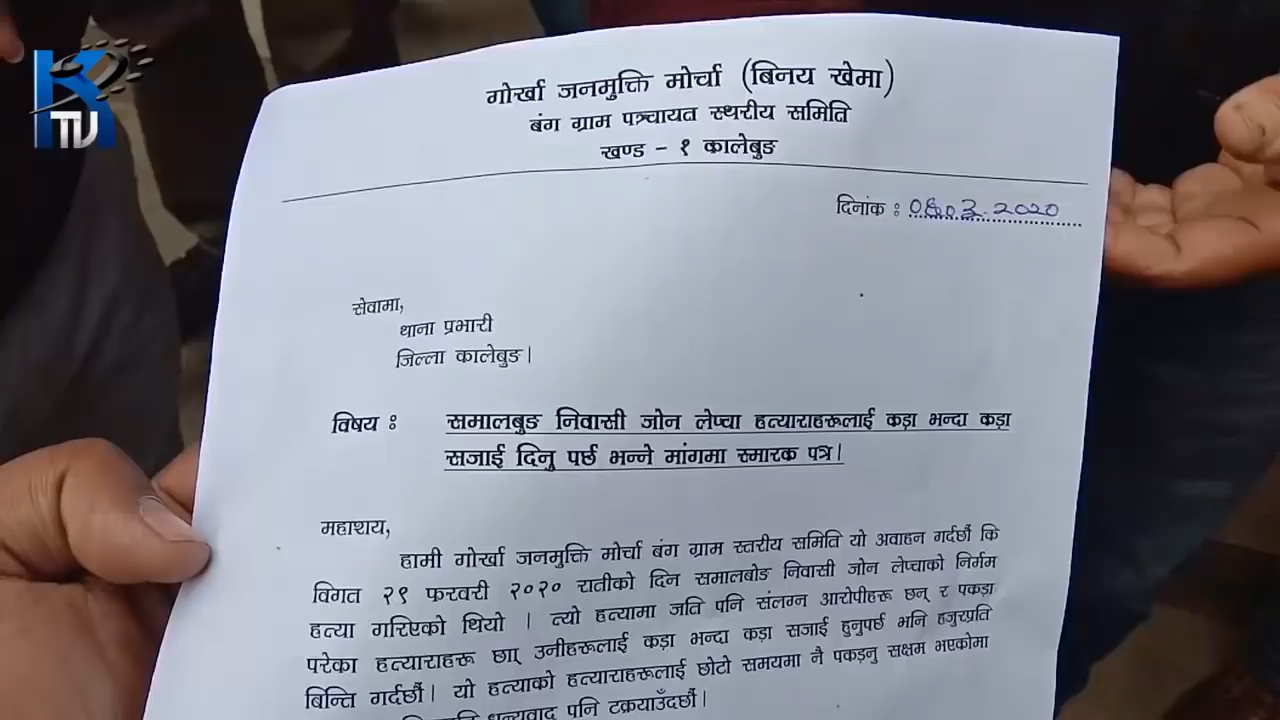 K TV
गोर्खा जनमुक्ति मोर्चा (बिनय खेमा)
बंग ग्राम पञ्चायत स्थरीय समिति
खण्ड - १ कालेबुङ
दिनांक : 2020
सेवामा,
थाना प्रभारी
जिल्ला कालेबुङ।
विषय : समालबुङ निवासी जोन लेप्चा हत्याराहरूलाई कड़ा भन्दा कड़ा
सजाई दिनु पर्छ भन्ने मांगमा स्मारक पत्र।
महाशय,
हामी गोर्खा जनमुक्ति मोर्चा बंग ग्राम स्तरीय समिति यो अवाहन गर्दछौं कि
विगत २९ फरवरी २०२० रातीको दिन समालबोङ निवासी जोन लेप्चाको निर्मम
हत्या गरिएको थियो । त्यो हत्यामा जति पनि संलग्न आरोपीहरू छन् र पकड़ा
परेका हत्याराहरू उनीहरूलाई कड़ा भन्दा कड़ा सजाई हुनुपर्छ भनि हजुरप्रति
बिन्ति गर्दछौं। यो हत्याको हत्याराहरूलाई छोटो समयमा नै पकड़नु सक्षम भएकोमा
धन्यवाद पनि टक्रयाउँदछौं।